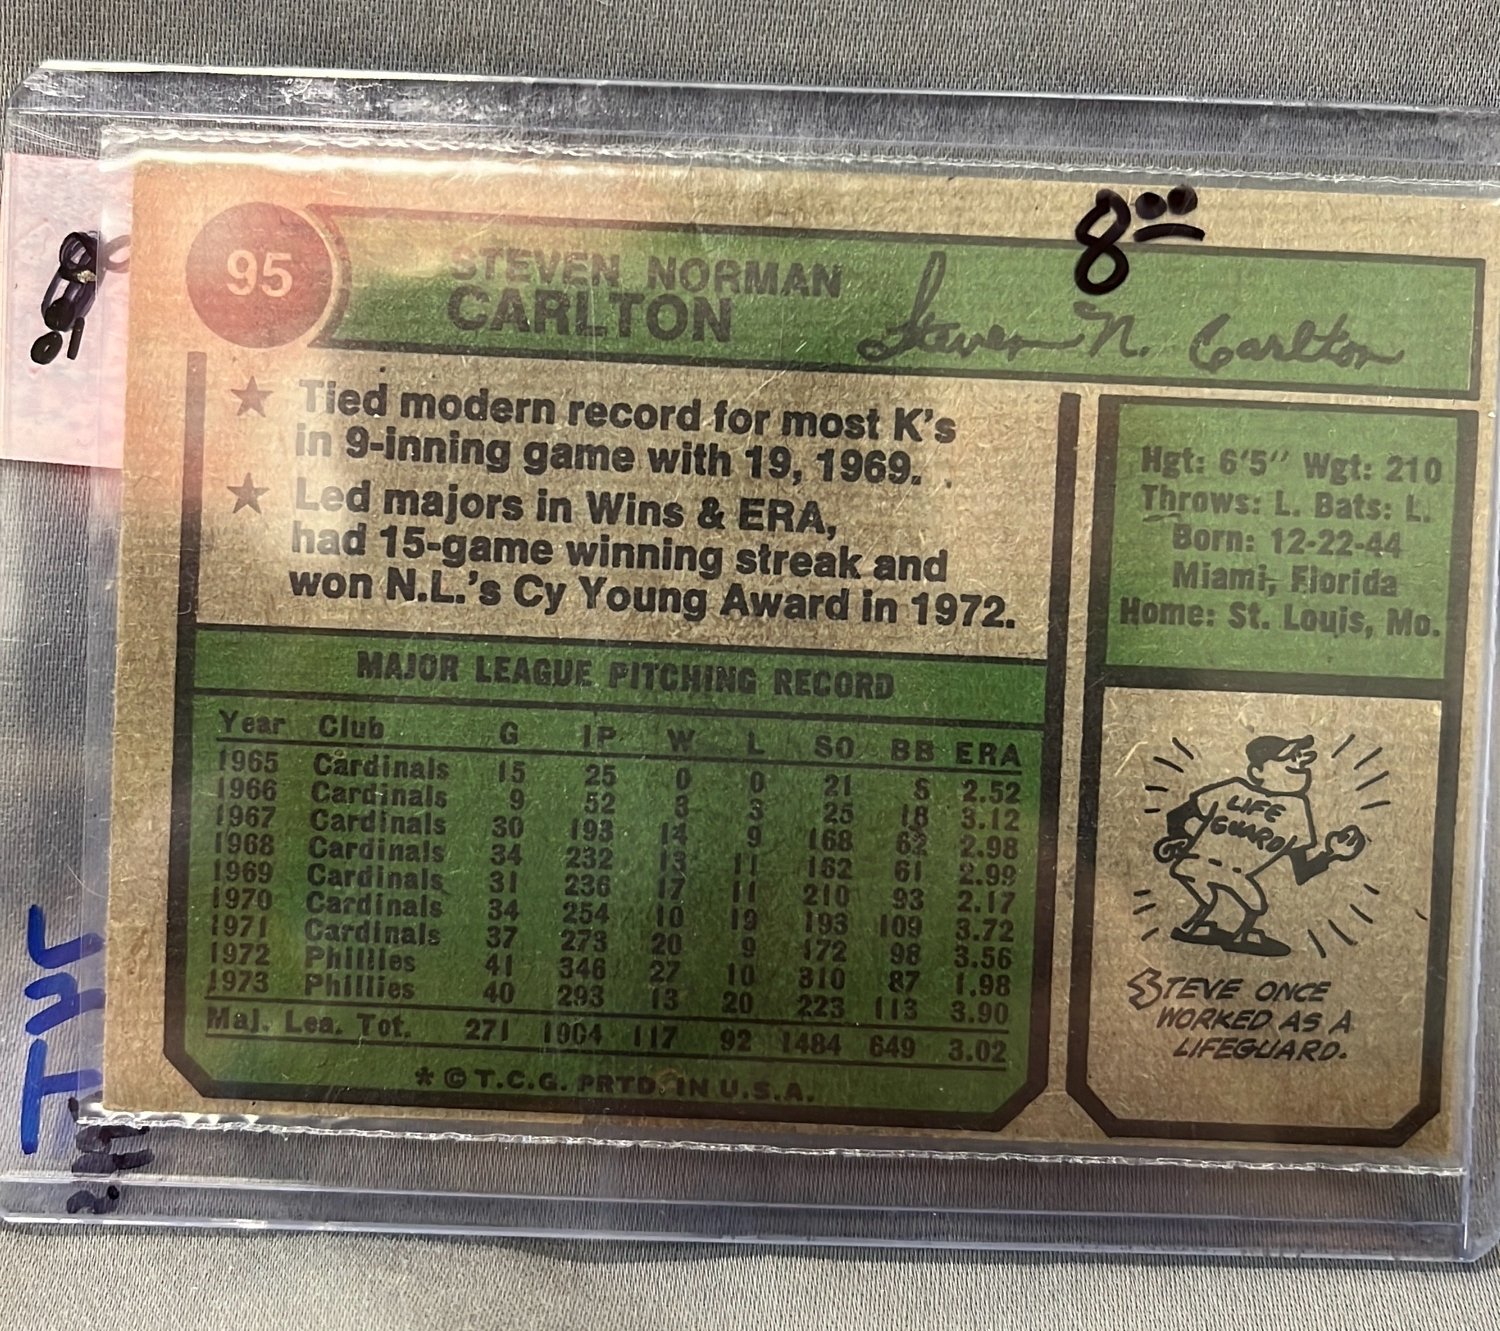 8 00
95
STEVEN NORMAN
CARLTON
Steven N. Carlton
★ Tied modern record for most K's
in 9-inning game with 19, 1969.
★ Led majors in Wins & ERA,
had 15-game winning streak and
won N.L.'s Cy Young Award in 1972.
Hgt: 6'5" Wgt: 210
Throws: L. Bats: L.
Born: 12-22-44
Miami, Florida
Home: St. Louis, Mo.
MAJOR LEAGUE PITCHING RECORD
Year Club G IP W L SO BB ERA
1965 Cardinals 15 25 0 0 21 8 2.52
1966 Cardinals 9 52 3 3 25 18 3.12
1967 Cardinals 30 193 14 9 168 62 2.98
1968 Cardinals 34 232 13 11 162 61 2.99
1969 Cardinals 31 236 17 11 210 93 2.17
1970 Cardinals 34 254 10 19 193 109 3.72
1971 Cardinals 37 273 20 9 172 98 3.56
1972 Phillies 41 346 27 10 310 87 1.98
1973 Phillies 40 293 13 20 223 113 3.90
Maj. Lea. Tot. 271 1904 117 92 1484 649 3.02
* © T.C.G. PRTD. IN U.S.A.
LIFE
GUARD
STEVE ONCE
WORKED AS A
LIFEGUARD.